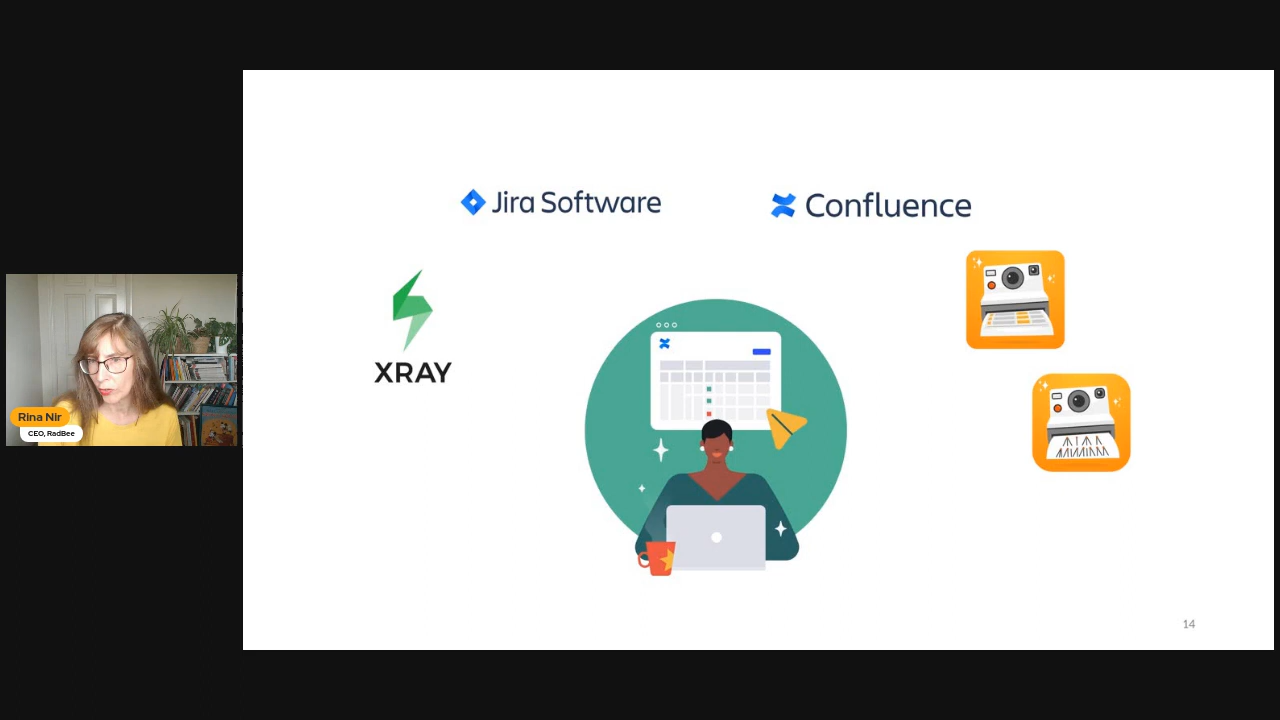 Jira Software
Confluence
XRAY
Rina Nir
CEO, RadBee
14